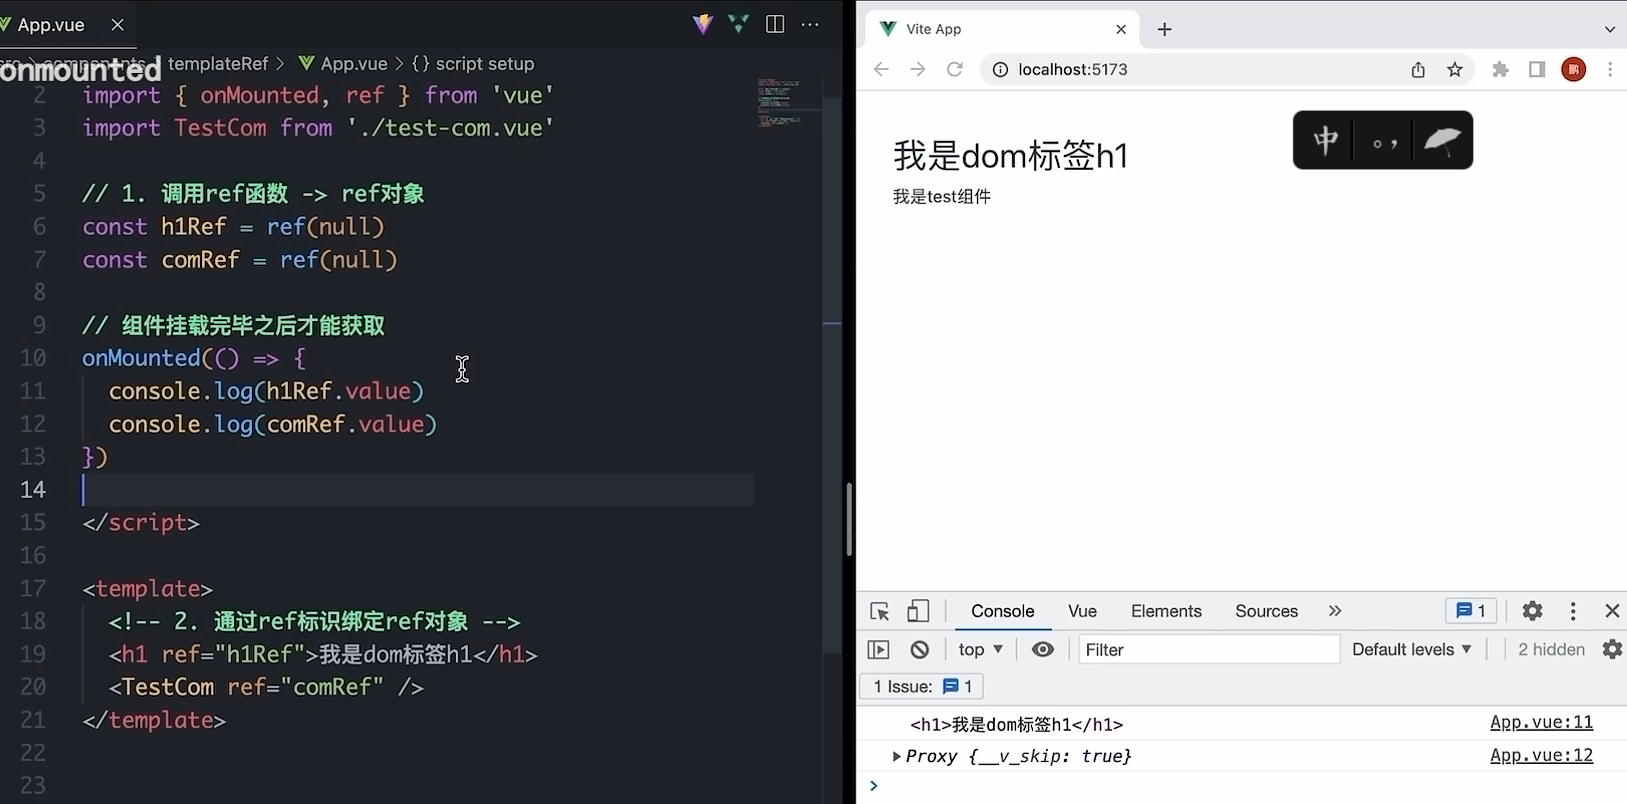 App.vue
onmounted
components > templateRef > App.vue > {} script setup
2 import { onMounted, ref } from 'vue'
3 import TestCom from './test-com.vue'
4
5 // 1. 调用ref函数 -> ref对象
6 const h1Ref = ref(null)
7 const comRef = ref(null)
8
9 // 组件挂载完毕之后才能获取
10 onMounted(() => {
11 console.log(h1Ref.value)
12 console.log(comRef.value)
13 })
14
15 </script>
16
17 <template>
18 <!-- 2. 通过ref标识绑定ref对象 -->
19 <h1 ref="h1Ref">我是dom标签h1</h1>
20 <TestCom ref="comRef" />
21 </template>
22
23
Vite App
localhost:5173
鹏
我是dom标签h1
我是test组件
中 。，
Console Vue Elements Sources » 1
top Filter Default levels 2 hidden
1 Issue: 1
<h1>我是dom标签h1</h1> App.vue:11
Proxy {__v_skip: true} App.vue:12